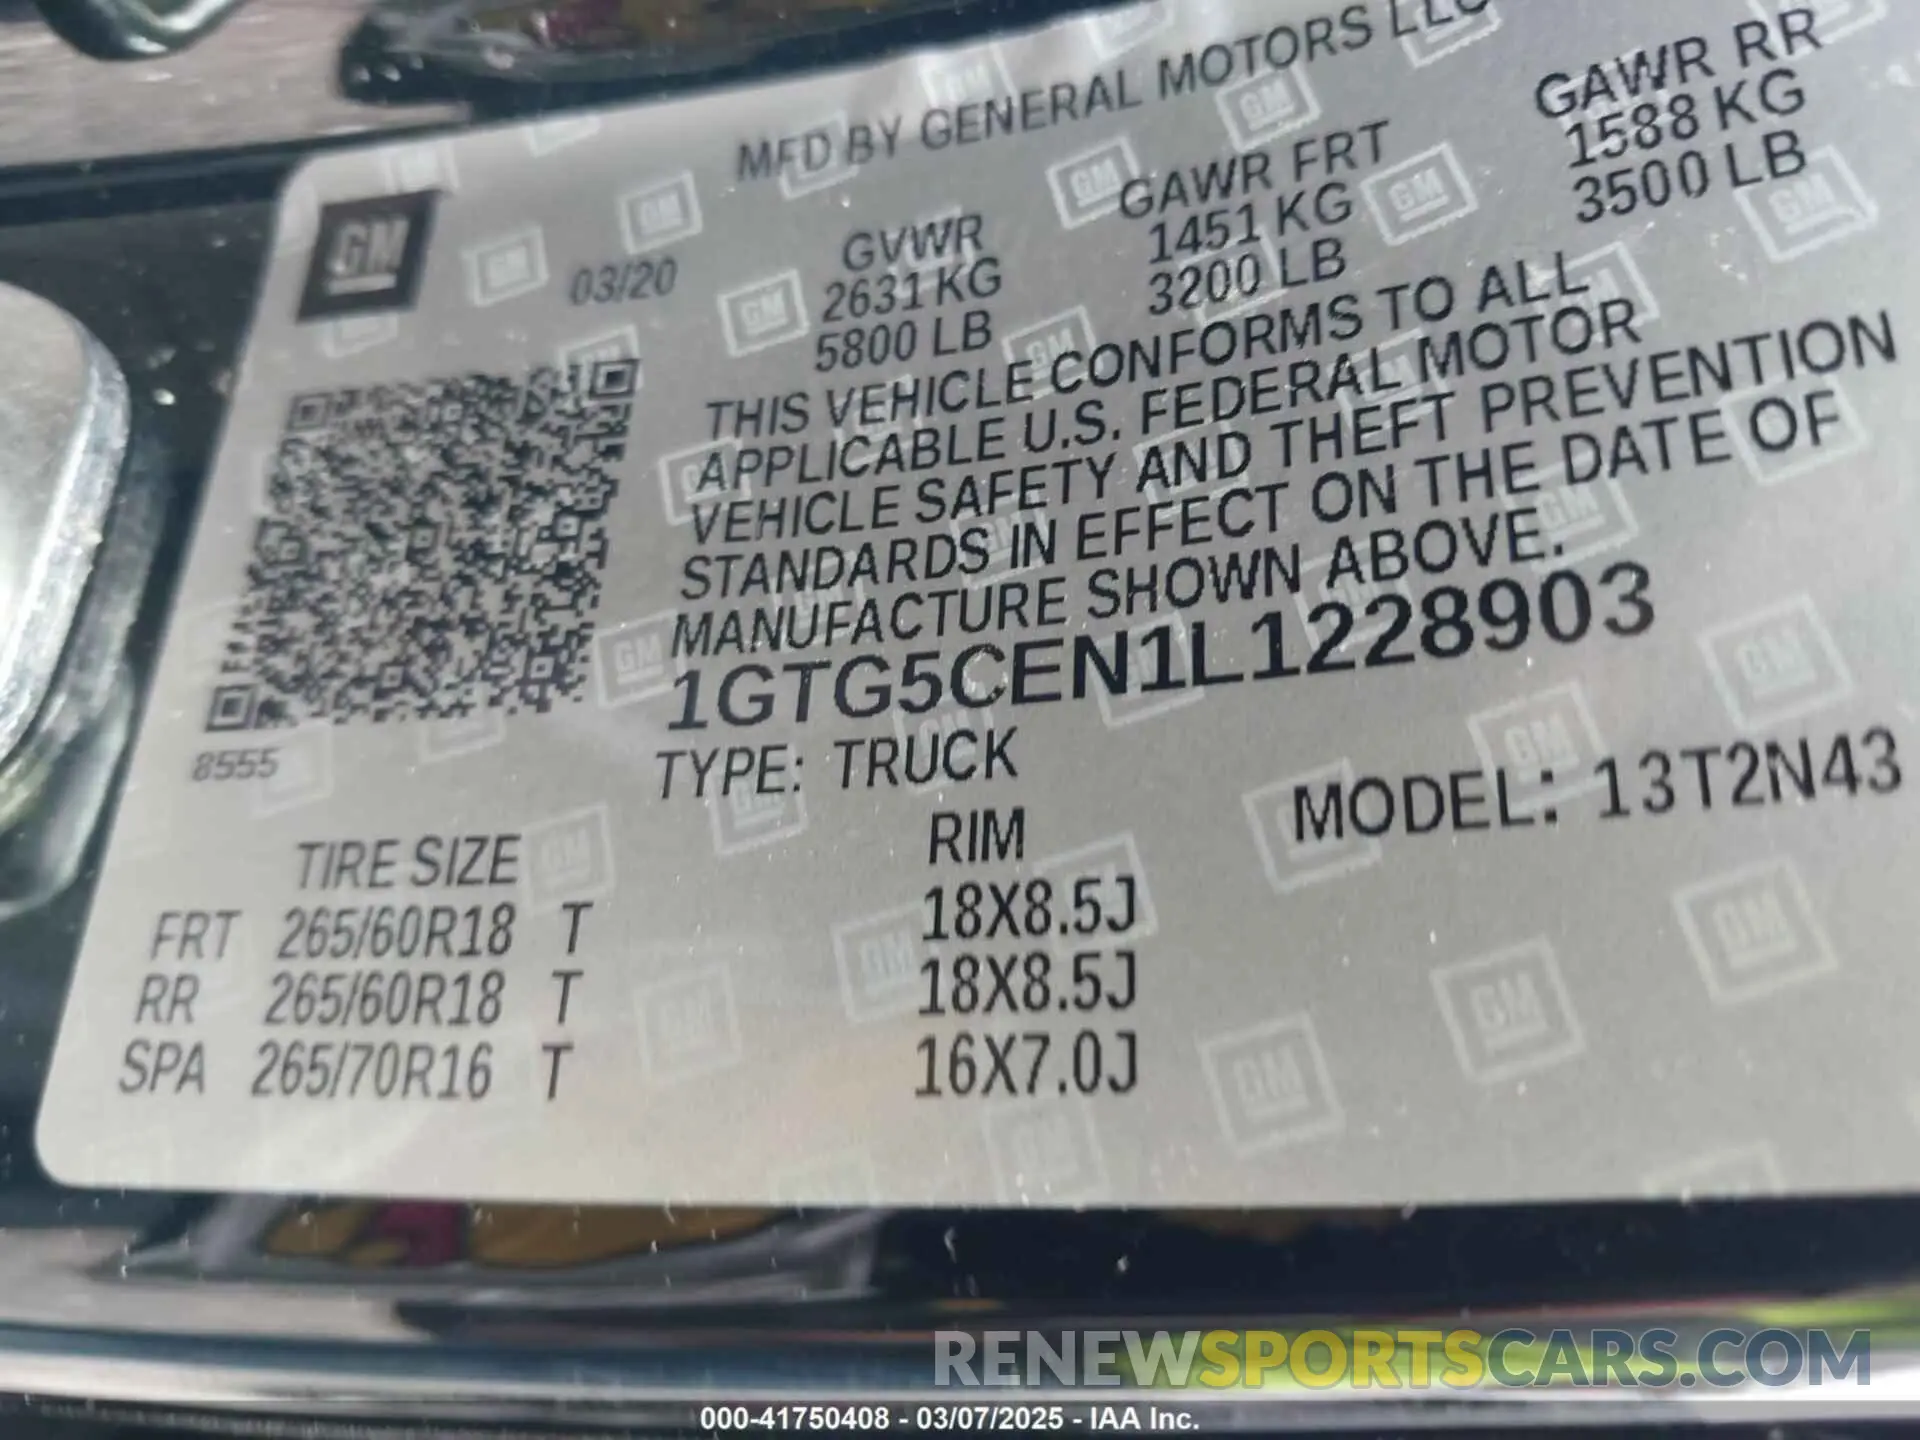 MFD BY GENERAL MOTORS LLC
GM
03/20
GVWR
2631 KG
5800 LB
GAWR FRT
1451 KG
3200 LB
GAWR RR
1588 KG
3500 LB
THIS VEHICLE CONFORMS TO ALL
APPLICABLE U.S. FEDERAL MOTOR
VEHICLE SAFETY AND THEFT PREVENTION
STANDARDS IN EFFECT ON THE DATE OF
MANUFACTURE SHOWN ABOVE.
1GTG5CEN1L1228903
8555
TYPE: TRUCK
MODEL: 13T2N43
TIRE SIZE RIM
FRT 265/60R18 T 18X8.5J
RR 265/60R18 T 18X8.5J
SPA 265/70R16 T 16X7.0J
RENEWSPORTSCARS.COM
000-41750408 - 03/07/2025 - IAA Inc.